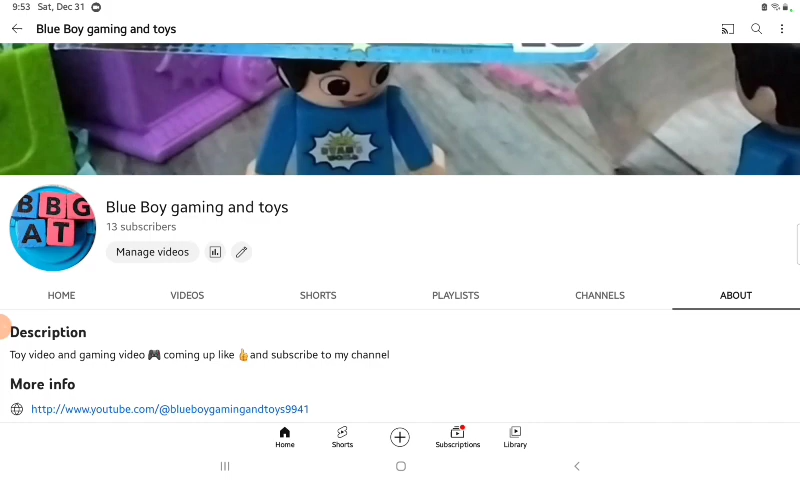 9:53 Sat, Dec 31
Blue Boy gaming and toys
RYAN'S
WORLD
B B G
A T
Blue Boy gaming and toys
13 subscribers
Manage videos
HOME VIDEOS SHORTS PLAYLISTS CHANNELS ABOUT
Description
Toy video and gaming video 🎮 coming up like 👍and subscribe to my channel
More info
http://www.youtube.com/@blueboygamingandtoys9941
Home Shorts Subscriptions Library